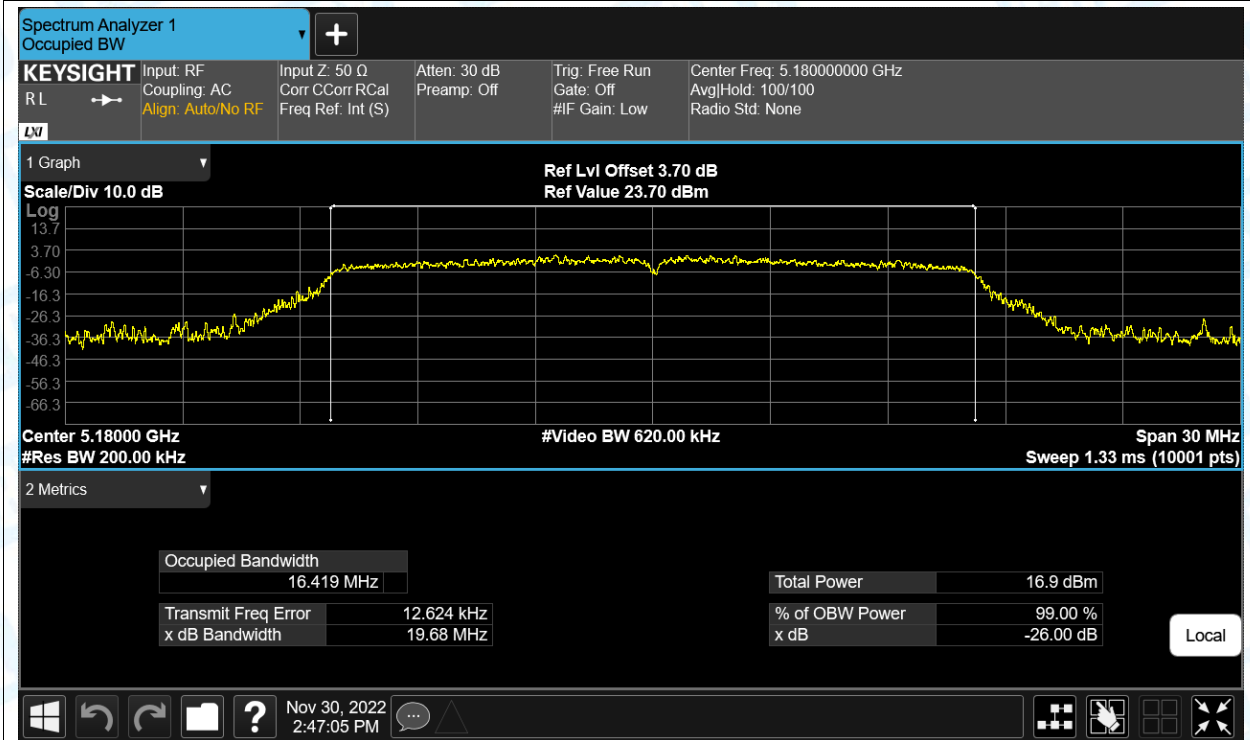 Spectrum Analyzer 1
Occupied BW
KEYSIGHT
R L
LXI
Input: RF
Coupling: AC
Align: Auto/No RF
Input Z: 50 Ω
Corr CCorr RCal
Freq Ref: Int (S)
Atten: 30 dB
Preamp: Off
Trig: Free Run
Gate: Off
#IF Gain: Low
Center Freq: 5.180000000 GHz
Avg|Hold: 100/100
Radio Std: None
1 Graph
Scale/Div 10.0 dB
Ref Lvl Offset 3.70 dB
Ref Value 23.70 dBm
Log
13.7
3.70
-6.30
-16.3
-26.3
-36.3
-46.3
-56.3
-66.3
Center 5.18000 GHz
#Video BW 620.00 kHz
Span 30 MHz
#Res BW 200.00 kHz
Sweep 1.33 ms (10001 pts)
2 Metrics
Occupied Bandwidth
16.419 MHz
Total Power 16.9 dBm
Transmit Freq Error 12.624 kHz
% of OBW Power 99.00 %
x dB Bandwidth 19.68 MHz
x dB -26.00 dB
Local
?
Nov 30, 2022
2:47:05 PM